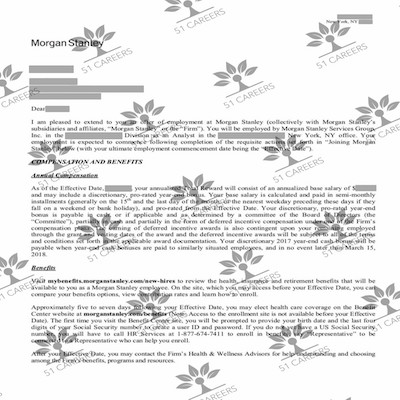 New York, NY
Morgan Stanley
Dear
I am pleased to extend to you an offer of employment at Morgan Stanley (collectively with Morgan Stanley's
subsidiaries and affiliates, "Morgan Stanley" or the "Firm"). You will be employed by Morgan Stanley Services Group,
Inc. in the Division as an Analyst in the New York, NY office. Your
employment is expected to commence following completion of the requisite actions set forth in "Joining Morgan
Stanley" below (with your ultimate employment commencement date being the "Effective Date").
COMPENSATION AND BENEFITS
Annual Compensation
As of the Effective Date, your annualized Total Reward will consist of an annualized base salary of $
and may include a discretionary, pro-rated year-end bonus. Your base salary is calculated and paid in semi-monthly
installments (generally on the 15th and the last day of the month, or the nearest weekday preceding these days if they
fall on a weekend or bank holiday), and pro-rated from the Effective Date. Your discretionary, pro-rated year-end
bonus is payable in cash if applicable and as determined by a committee of the Board of Directors or
partially in cash and partially in the form of deferred incentive compensation under one of the Firm's
compensation programs. Earning of deferred incentive awards is also contingent upon your remaining employed
through the grant and vesting dates of an award and the deferred incentive awards will be subject to all the terms and
conditions set forth in the applicable award documentation. Your discretionary 2017 year-end cash bonus will be
payable when year-end cash bonuses are paid to similarly situated employees, and in no event later than March 15,
2018.
Benefits
Visit mybenefits.morganstanley.com/new-hires to review the health, insurance and retirement benefits that will be
available to you as a Morgan Stanley employee. On the site, which you may access before your Effective Date, you can
compare your benefits options, view contribution rates and learn how to enroll.
Approximately five to seven days following your Effective Date, you may elect health care coverage on the Benefit
Center website at morganstanley.com/benefits (Note: Access to the enrollment site is not available before your Effective
Date). The first time you visit the Benefit Center site, you will be prompted to provide your birth date and the last four
digits of your Social Security number to create a user ID and password. If you do not have a US Social Security
number, you will have to call HR Services at 1-877-674-7411 to enroll in benefits. Say "Representative" to be
connected to a Representative who can help you enroll.
After your Effective Date, you may contact the Firm's Health & Wellness Advisors for help understanding and choosing
among the Firm's benefits, programs and resources.
51 CAREERS